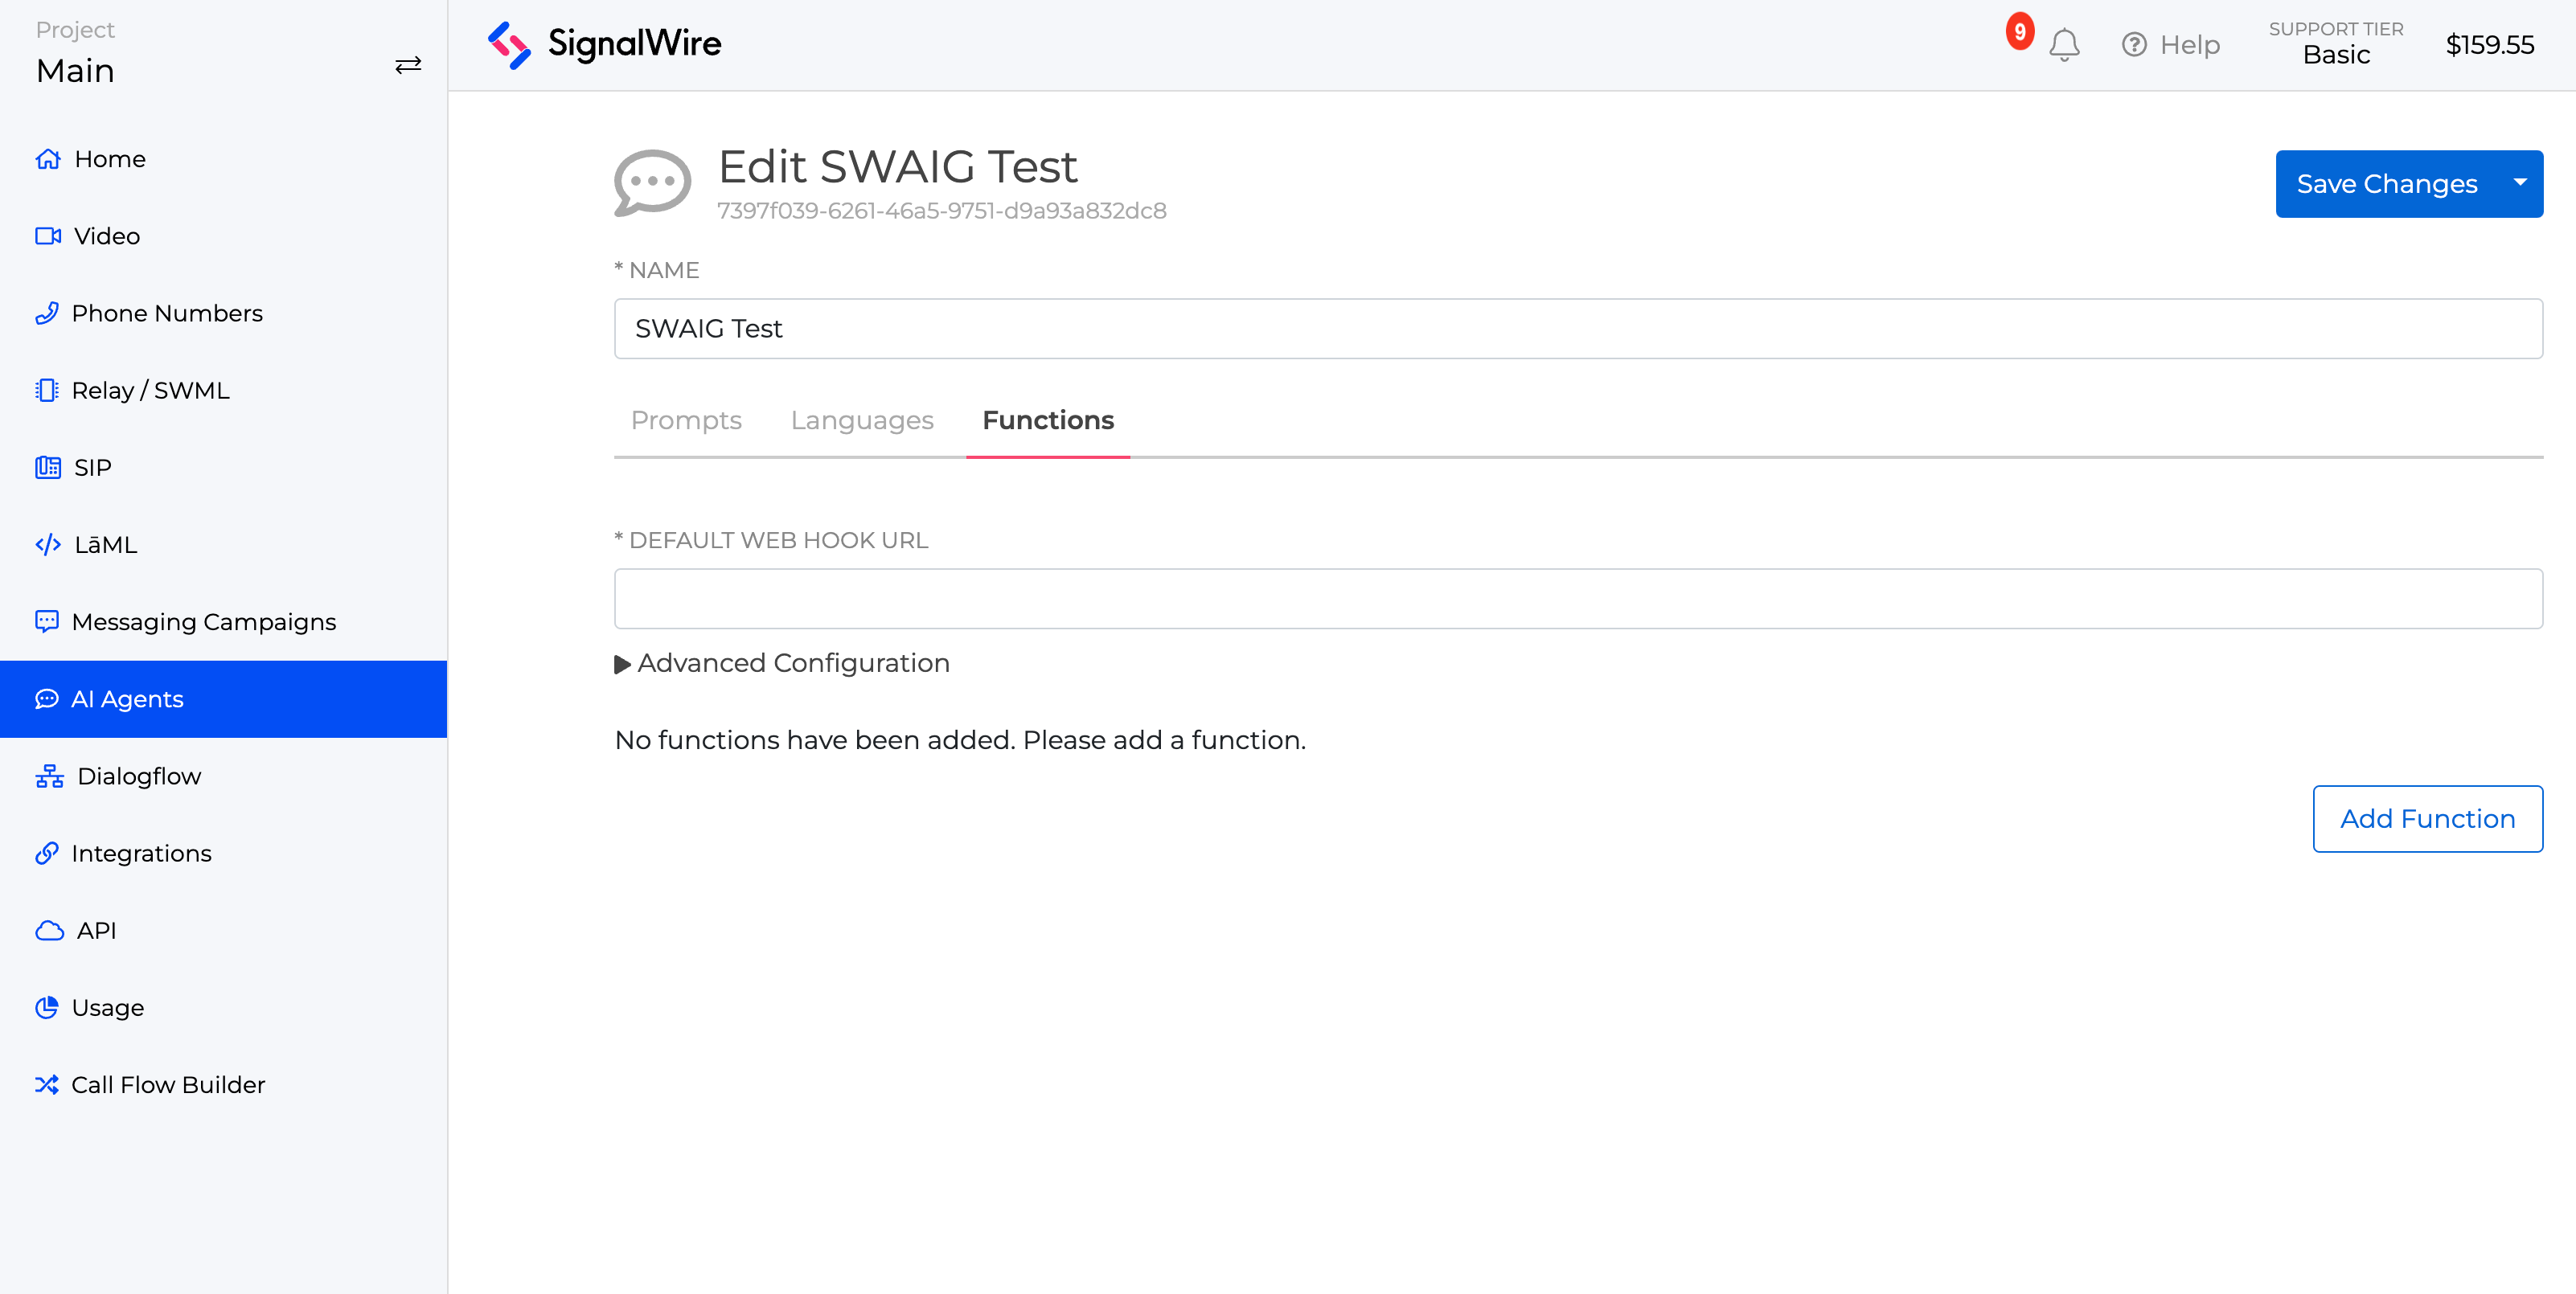 Project
Main
Home
Video
Phone Numbers
Relay / SWML
SIP
LāML
Messaging Campaigns
AI Agents
Dialogflow
Integrations
API
Usage
Call Flow Builder
SignalWire
9
Help
SUPPORT TIER
Basic
$159.55
Edit SWAIG Test
7397f039-6261-46a5-9751-d9a93a832dc8
Save Changes
* NAME
SWAIG Test
Prompts Languages Functions
* DEFAULT WEB HOOK URL
Advanced Configuration
No functions have been added. Please add a function.
Add Function